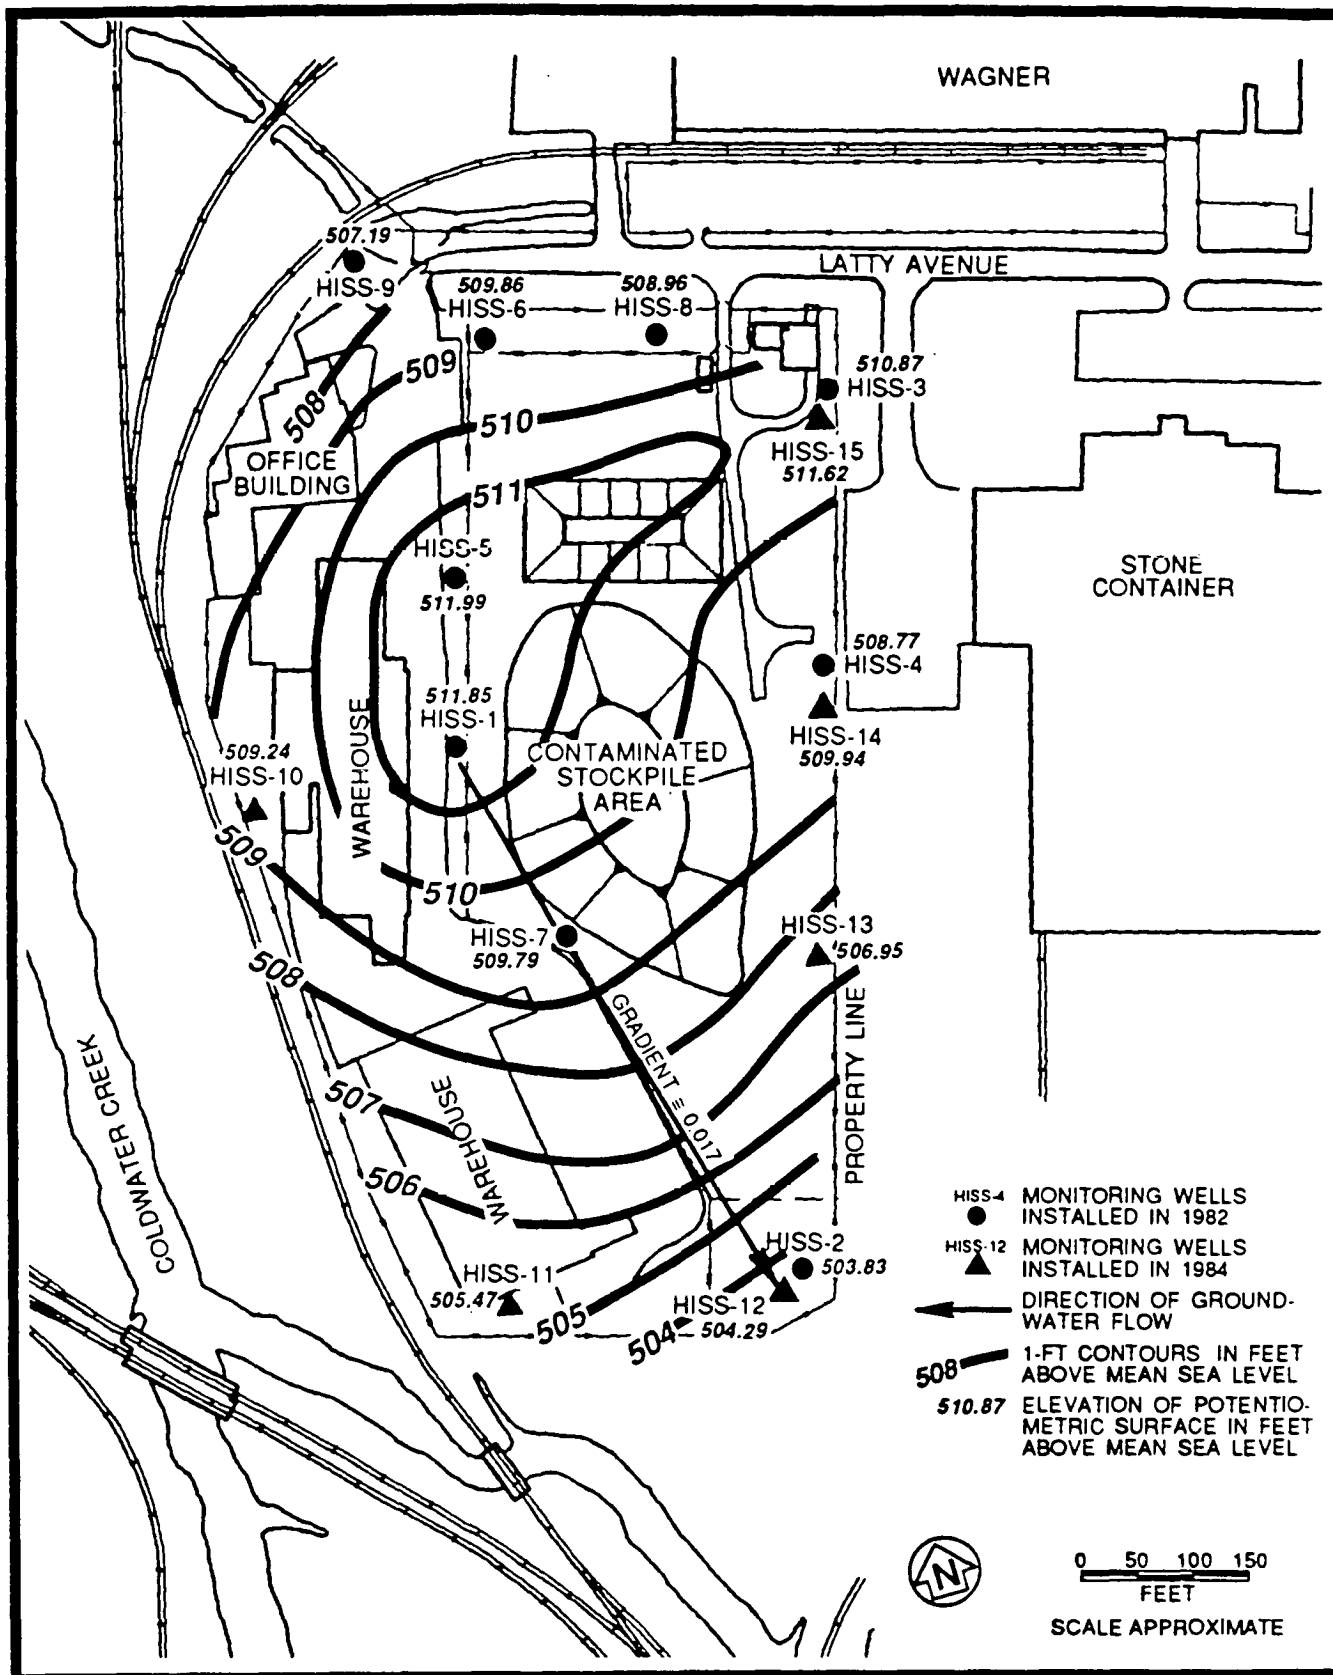 WAGNER
507.19
HISS-9
LATTY AVENUE
509.86
HISS-6
508.96
HISS-8
510.87
HISS-3
509
508
510
HISS-15
511.62
OFFICE
BUILDING
511
HISS-5
511.99
STONE
CONTAINER
508.77
HISS-4
511.85
HISS-1
HISS-14
509.94
509.24
HISS-10
WAREHOUSE
CONTAMINATED
STOCKPILE
AREA
509
510
HISS-7
509.79
HISS-13
506.95
508
GRADIENT ≡ 0.017
PROPERTY LINE
COLDWATER CREEK
507
WAREHOUSE
506
HISS-4 MONITORING WELLS
INSTALLED IN 1982
HISS-12 MONITORING WELLS
INSTALLED IN 1984
HISS-2
503.83
HISS-11
505.47
505
HISS-12
504.29
504
DIRECTION OF GROUND-
WATER FLOW
508 1-FT CONTOURS IN FEET
ABOVE MEAN SEA LEVEL
510.87 ELEVATION OF POTENTIO-
METRIC SURFACE IN FEET
ABOVE MEAN SEA LEVEL
N
0 50 100 150
FEET
SCALE APPROXIMATE